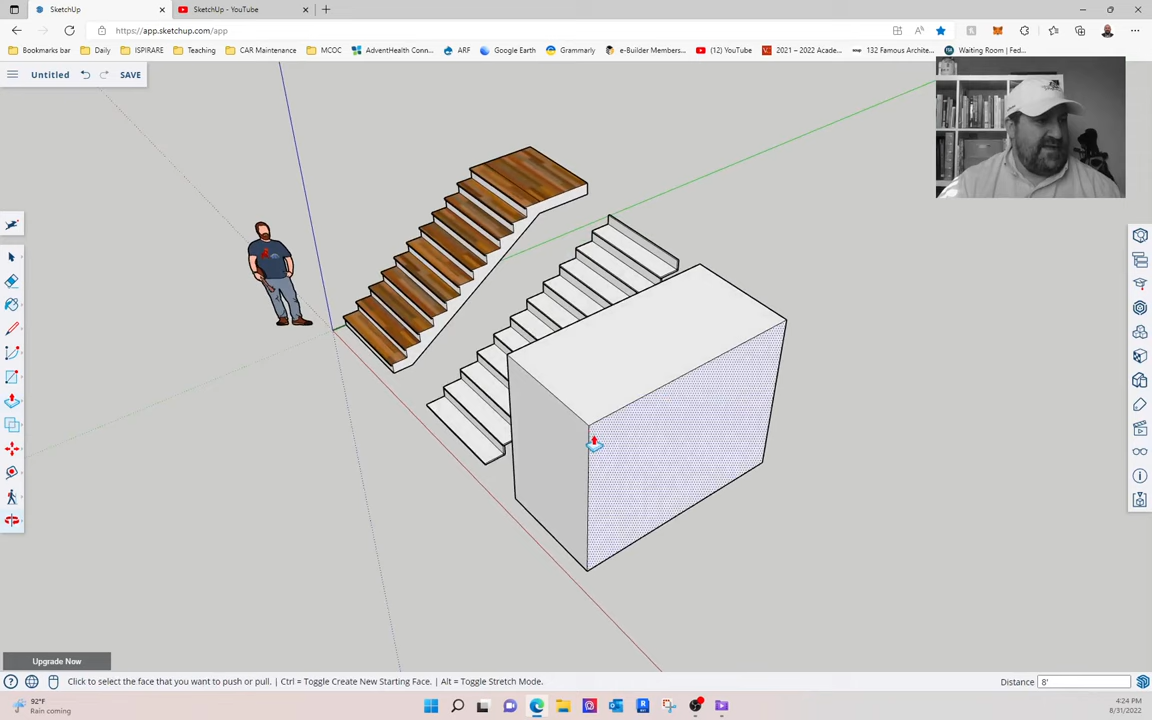 SketchUp
SketchUp - YouTube
https://app.sketchup.com/app
Bookmarks bar
Daily
ISPIRARE
Teaching
CAR Maintenance
MCOC
AdventHealth Conn...
ARF
Google Earth
Grammarly
e-Builder Members...
(12) YouTube
2021 – 2022 Acade...
132 Famous Archite...
Waiting Room | Fed...
Untitled
SAVE
Upgrade Now
Click to select the face that you want to push or pull. | Ctrl = Toggle Create New Starting Face. | Alt = Toggle Stretch Mode.
Distance
8'
92°F
Rain coming
4:24 PM
8/31/2022